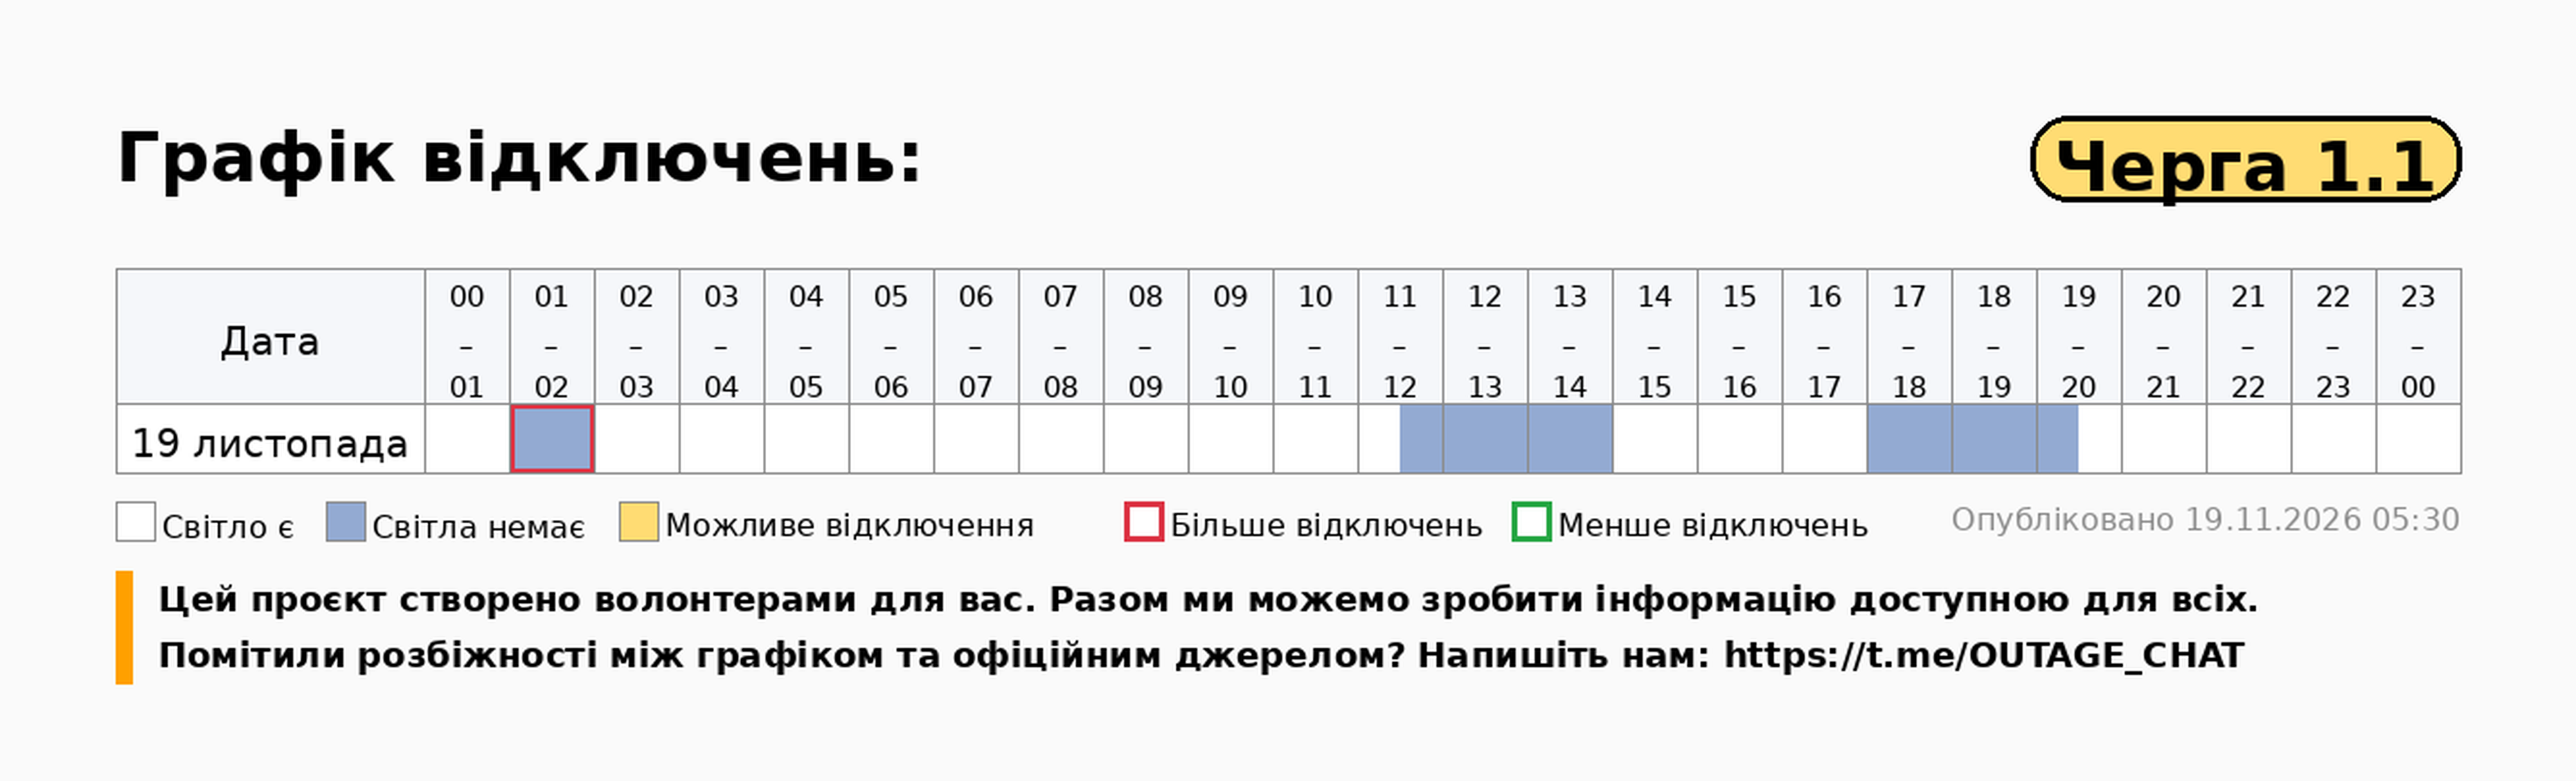 Графік відключень:
Черга 1.1
Дата 00 – 01 01 – 02 02 – 03 03 – 04 04 – 05 05 – 06 06 – 07 07 – 08 08 – 09 09 – 10 10 – 11 11 – 12 12 – 13 13 – 14 14 – 15 15 – 16 16 – 17 17 – 18 18 – 19 19 – 20 20 – 21 21 – 22 22 – 23 23 – 00
19 листопада
Світло є Світла немає Можливе відключення Більше відключень Менше відключень Опубліковано 19.11.2026 05:30
Цей проєкт створено волонтерами для вас. Разом ми можемо зробити інформацію доступною для всіх.
Помітили розбіжності між графіком та офіційним джерелом? Напишіть нам: https://t.me/OUTAGE_CHAT